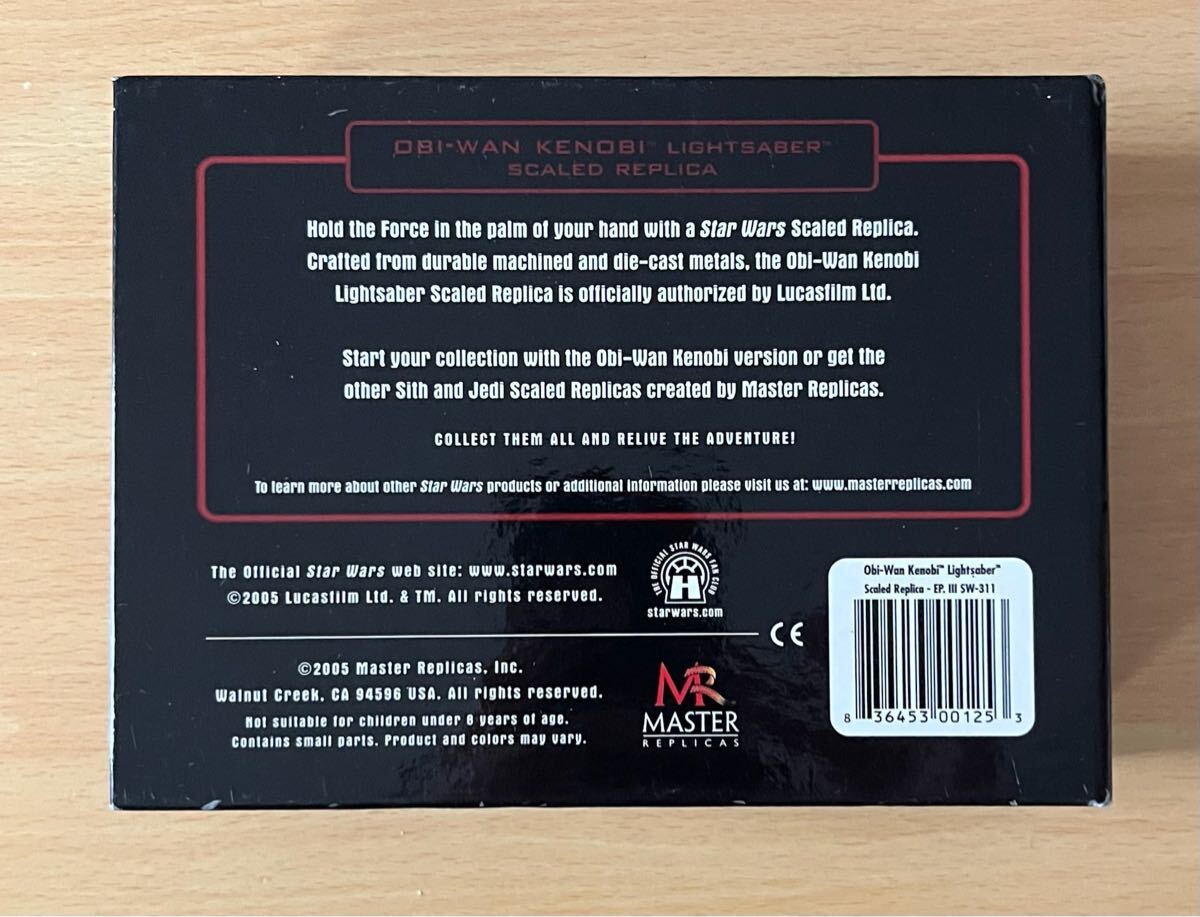 OBI-WAN KENOBI™ LIGHTSABER™
SCALED REPLICA
Hold the Force in the palm of your hand with a Star Wars Scaled Replica.
Crafted from durable machined and die-cast metals, the Obi-Wan Kenobi
Lightsaber Scaled Replica is officially authorized by Lucasfilm Ltd.
Start your collection with the Obi-Wan Kenobi version or get the
other Sith and Jedi Scaled Replicas created by Master Replicas.
COLLECT THEM ALL AND RELIVE THE ADVENTURE!
To learn more about other Star Wars products or additional information please visit us at: www.masterreplicas.com
The Official Star Wars web site: www.starwars.com
©2005 Lucasfilm Ltd. & TM. All rights reserved.
THE OFFICIAL STAR WARS FAN CLUB
starwars.com
CE
©2005 Master Replicas, Inc.
Walnut Creek, CA 94596 USA. All rights reserved.
Not suitable for children under 8 years of age.
Contains small parts. Product and colors may vary.
MR
MASTER
REPLICAS
Obi-Wan Kenobi™ Lightsaber™
Scaled Replica - EP. III SW-311
8 36453 00125 3